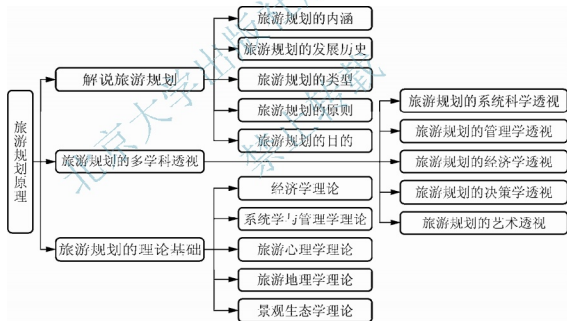 旅游规划原理
解说旅游规划
旅游规划的内涵
旅游规划的发展历史
旅游规划的类型
旅游规划的原则
旅游规划的目的
旅游规划的多学科透视
旅游规划的系统科学透视
旅游规划的管理学透视
旅游规划的经济学透视
旅游规划的决策学透视
旅游规划的艺术透视
旅游规划的理论基础
经济学理论
系统学与管理学理论
旅游心理学理论
旅游地理学理论
景观生态学理论
北京大学出版社
禁止转载